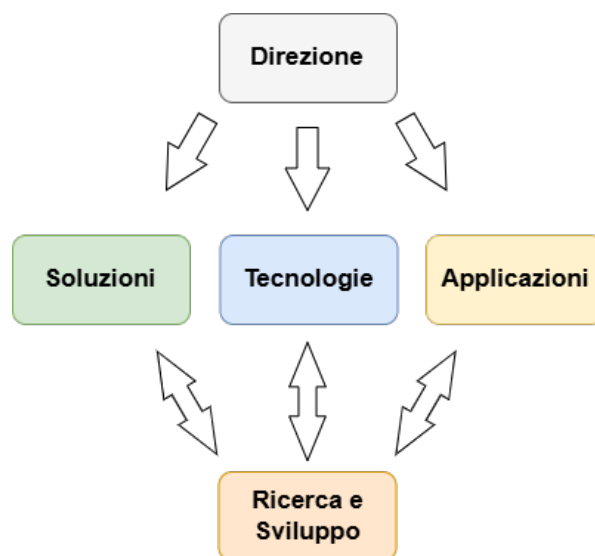 Direzione
Soluzioni
Tecnologie
Applicazioni
Ricerca e
Sviluppo